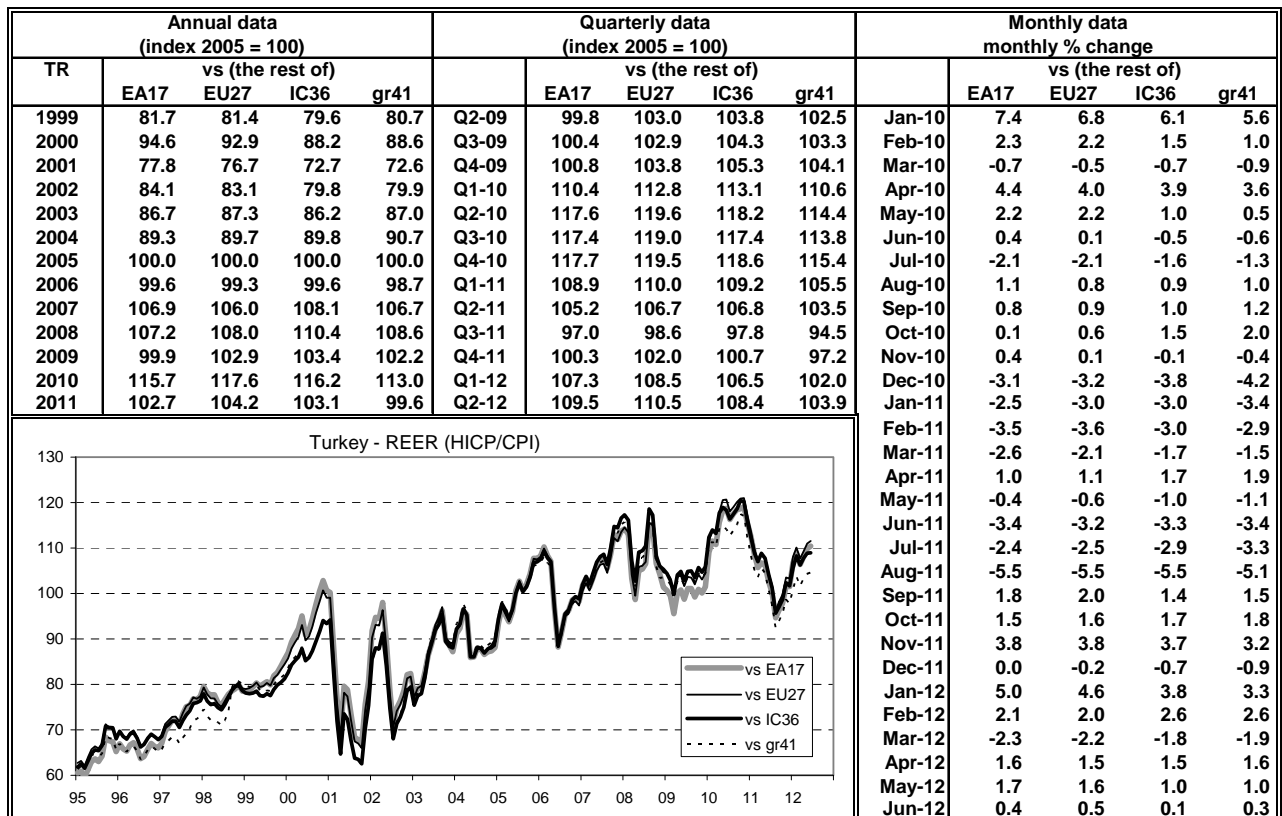 Annual data Quarterly data Monthly data
(index 2005 = 100) (index 2005 = 100) monthly % change
TR vs (the rest of) vs (the rest of) vs (the rest of)
EA17 EU27 IC36 gr41 EA17 EU27 IC36 gr41 EA17 EU27 IC36 gr41
1999 81.7 81.4 79.6 80.7 Q2-09 99.8 103.0 103.8 102.5 Jan-10 7.4 6.8 6.1 5.6
2000 94.6 92.9 88.2 88.6 Q3-09 100.4 102.9 104.3 103.3 Feb-10 2.3 2.2 1.5 1.0
2001 77.8 76.7 72.7 72.6 Q4-09 100.8 103.8 105.3 104.1 Mar-10 -0.7 -0.5 -0.7 -0.9
2002 84.1 83.1 79.8 79.9 Q1-10 110.4 112.8 113.1 110.6 Apr-10 4.4 4.0 3.9 3.6
2003 86.7 87.3 86.2 87.0 Q2-10 117.6 119.6 118.2 114.4 May-10 2.2 2.2 1.0 0.5
2004 89.3 89.7 89.8 90.7 Q3-10 117.4 119.0 117.4 113.8 Jun-10 0.4 0.1 -0.5 -0.6
2005 100.0 100.0 100.0 100.0 Q4-10 117.7 119.5 118.6 115.4 Jul-10 -2.1 -2.1 -1.6 -1.3
2006 99.6 99.3 99.6 98.7 Q1-11 108.9 110.0 109.2 105.5 Aug-10 1.1 0.8 0.9 1.0
2007 106.9 106.0 108.1 106.7 Q2-11 105.2 106.7 106.8 103.5 Sep-10 0.8 0.9 1.0 1.2
2008 107.2 108.0 110.4 108.6 Q3-11 97.0 98.6 97.8 94.5 Oct-10 0.1 0.6 1.5 2.0
2009 99.9 102.9 103.4 102.2 Q4-11 100.3 102.0 100.7 97.2 Nov-10 0.4 0.1 -0.1 -0.4
2010 115.7 117.6 116.2 113.0 Q1-12 107.3 108.5 106.5 102.0 Dec-10 -3.1 -3.2 -3.8 -4.2
2011 102.7 104.2 103.1 99.6 Q2-12 109.5 110.5 108.4 103.9 Jan-11 -2.5 -3.0 -3.0 -3.4
Feb-11 -3.5 -3.6 -3.0 -2.9
Mar-11 -2.6 -2.1 -1.7 -1.5
Apr-11 1.0 1.1 1.7 1.9
May-11 -0.4 -0.6 -1.0 -1.1
Jun-11 -3.4 -3.2 -3.3 -3.4
Jul-11 -2.4 -2.5 -2.9 -3.3
Aug-11 -5.5 -5.5 -5.5 -5.1
Sep-11 1.8 2.0 1.4 1.5
Oct-11 1.5 1.6 1.7 1.8
Nov-11 3.8 3.8 3.7 3.2
Dec-11 0.0 -0.2 -0.7 -0.9
Jan-12 5.0 4.6 3.8 3.3
Feb-12 2.1 2.0 2.6 2.6
Mar-12 -2.3 -2.2 -1.8 -1.9
Apr-12 1.6 1.5 1.5 1.6
May-12 1.7 1.6 1.0 1.0
Jun-12 0.4 0.5 0.1 0.3
Turkey - REER (HICP/CPI)
130
120
110
100
90
80
70
60
vs EA17
vs EU27
vs IC36
vs gr41
95 96 97 98 99 00 01 02 03 04 05 06 07 08 09 10 11 12